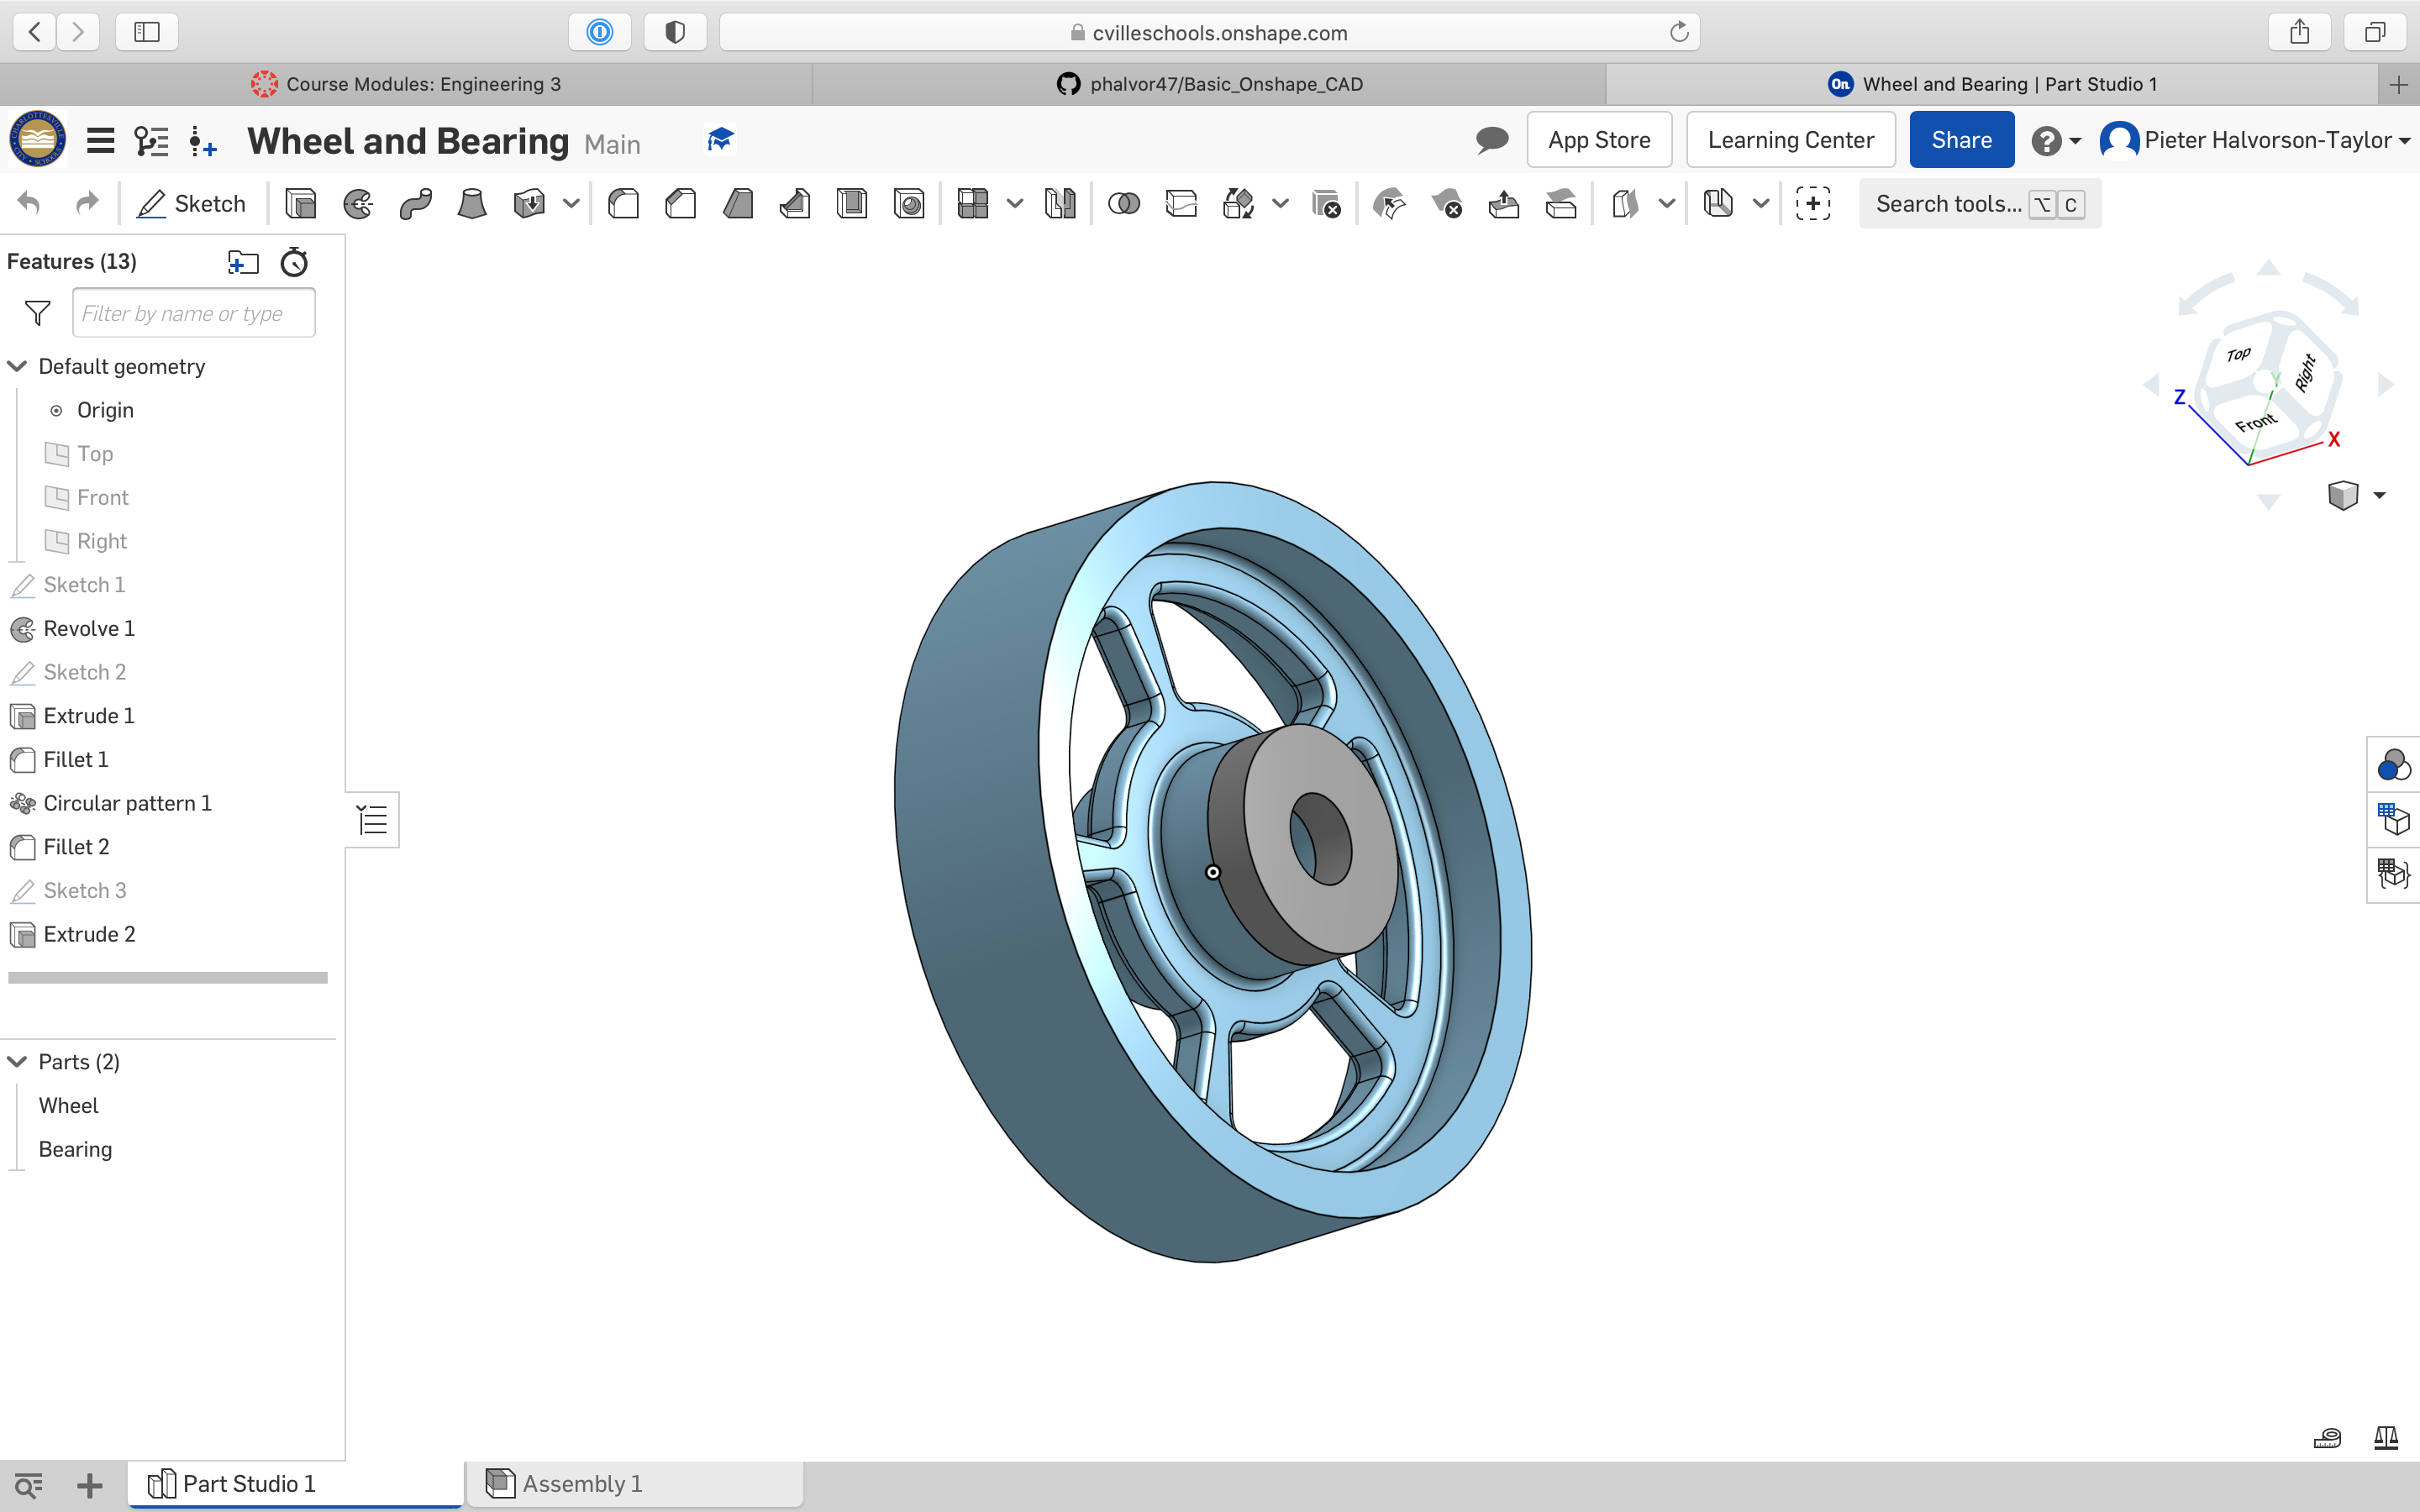 cvilleschools.onshape.com
Course Modules: Engineering 3
phalvor47/Basic_Onshape_CAD
On Wheel and Bearing | Part Studio 1
Wheel and Bearing Main
App Store
Learning Center
Share
Pieter Halvorson-Taylor
Sketch
Search tools... ⌥ C
Features (13)
Filter by name or type
Default geometry
Origin
Top
Front
Right
Sketch 1
Revolve 1
Sketch 2
Extrude 1
Fillet 1
Circular pattern 1
Fillet 2
Sketch 3
Extrude 2
Parts (2)
Wheel
Bearing
Top
Right
Front
Z
Y
X
Part Studio 1
Assembly 1